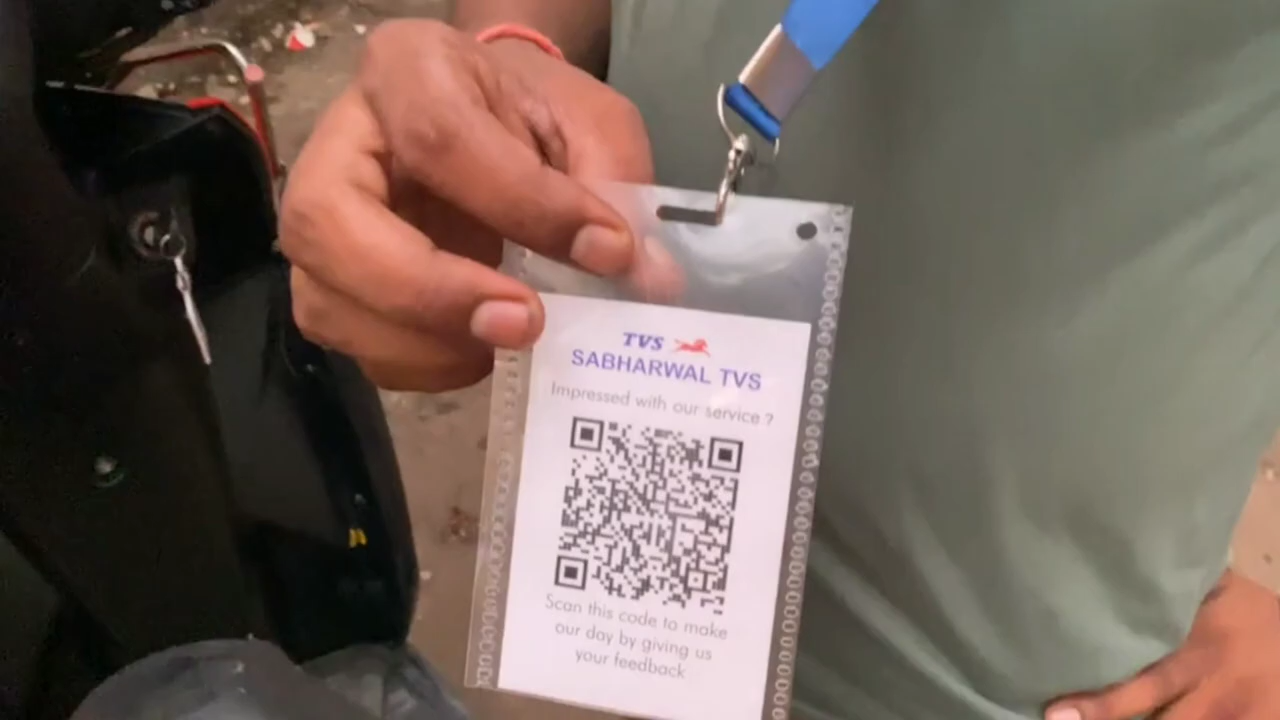 TVS
SABHARWAL TVS
Impressed with our service ?
Scan this code to make
our day by giving us
your feedback